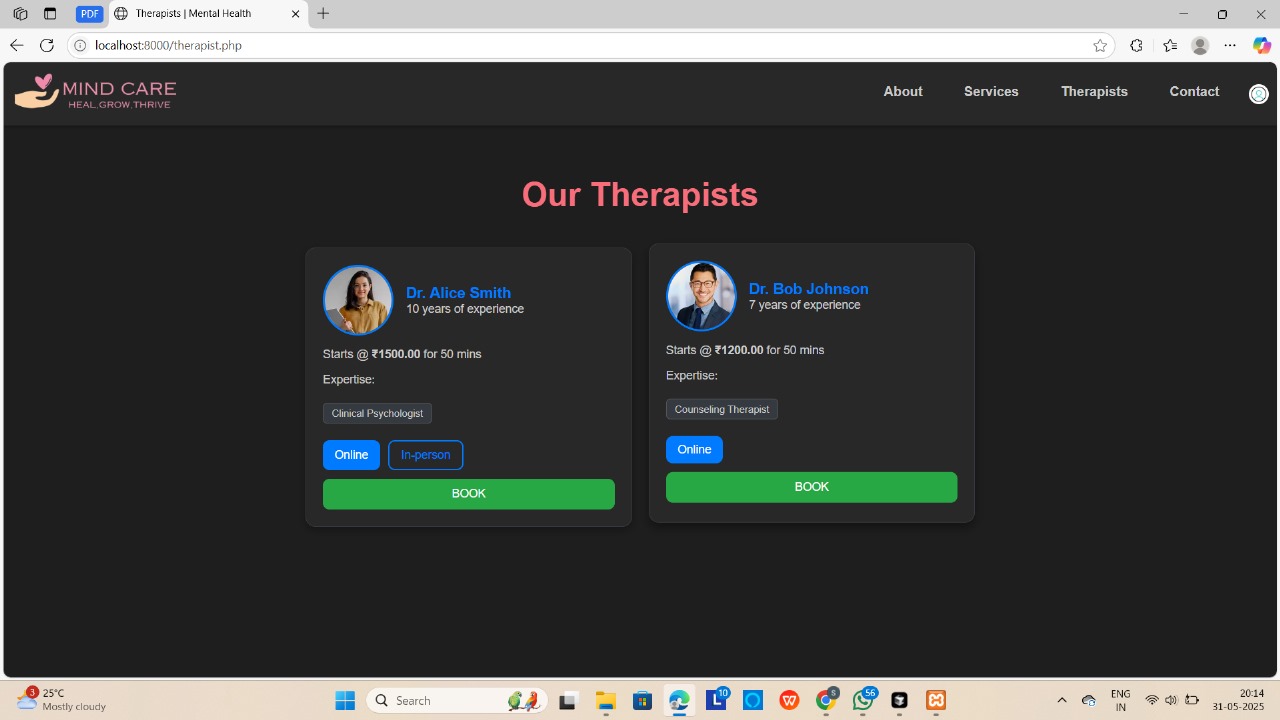 PDF
Therapists | Mental Health
localhost:8000/therapist.php
MIND CARE
HEAL,GROW,THRIVE
About
Services
Therapists
Contact
Our Therapists
Dr. Alice Smith
10 years of experience
Starts @ ₹1500.00 for 50 mins
Expertise:
Clinical Psychologist
Online
In-person
BOOK
Dr. Bob Johnson
7 years of experience
Starts @ ₹1200.00 for 50 mins
Expertise:
Counseling Therapist
Online
BOOK
3
25°C
Mostly cloudy
Search
L
10
W
S
56
ENG
IN
20:14
31-05-2025